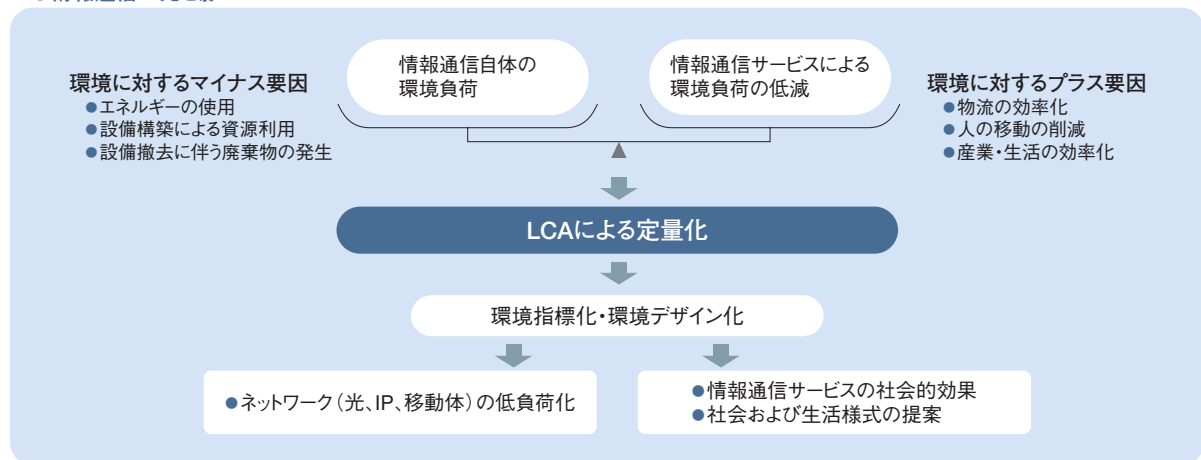 環境に対するマイナス要因
●エネルギーの使用
●設備構築による資源利用
●設備撤去に伴う廃棄物の発生
情報通信自体の
環境負荷
情報通信サービスによる
環境負荷の低減
環境に対するプラス要因
●物流の効率化
●人の移動の削減
●産業・生活の効率化
LCAによる定量化
環境指標化・環境デザイン化
●ネットワーク(光、IP、移動体)の低負荷化
●情報通信サービスの社会的効果
●社会および生活様式の提案